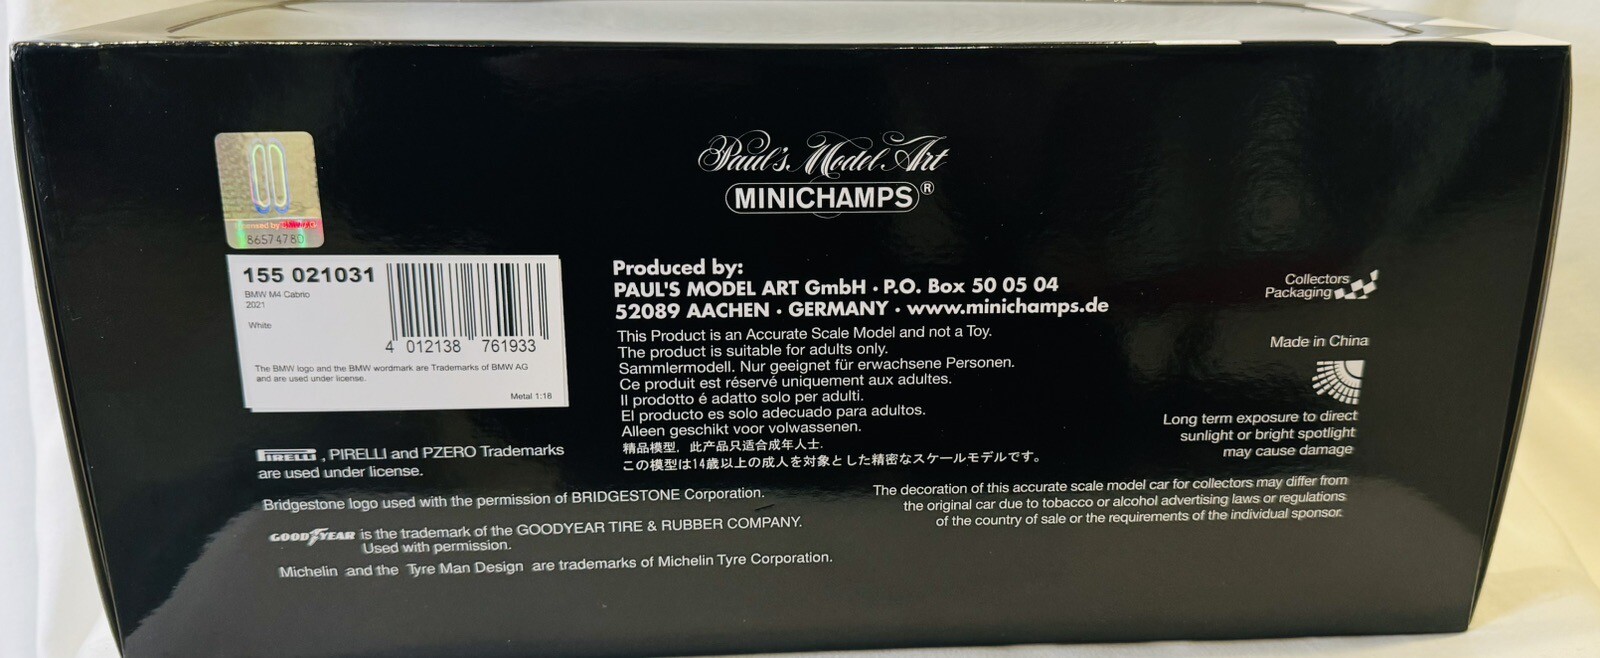 Paul's Model Art
MINICHAMPS®
Licensed by
86574780
155 021031
BMW M4 Cabrio
2021
White
4 012138 761933
The BMW logo and the BMW wordmark are Trademarks of BMW AG
and are used under license.
Metal 1:18
Produced by:
PAUL'S MODEL ART GmbH · P.O. Box 50 05 04
52089 AACHEN · GERMANY · www.minichamps.de
This Product is an Accurate Scale Model and not a Toy.
The product is suitable for adults only.
Sammlermodell. Nur geeignet für erwachsene Personen.
Ce produit est réservé uniquement aux adultes.
Il prodotto é adatto solo per adulti.
El producto es solo adecuado para adultos.
Alleen geschikt voor volwassenen.
精品模型，此产品只适合成年人士.
この模型は14歳以上の成人を対象とした精密なスケールモデルです。
Collectors
Packaging
Made in China
Long term exposure to direct
sunlight or bright spotlight
may cause damage
PIRELLI, PIRELLI and PZERO Trademarks
are used under license.
Bridgestone logo used with the permission of BRIDGESTONE Corporation.
GOODYEAR is the trademark of the GOODYEAR TIRE & RUBBER COMPANY.
Used with permission.
Michelin and the Tyre Man Design are trademarks of Michelin Tyre Corporation.
The decoration of this accurate scale model car for collectors may differ from
the original car due to tobacco or alcohol advertising laws or regulations
of the country of sale or the requirements of the individual sponsor.